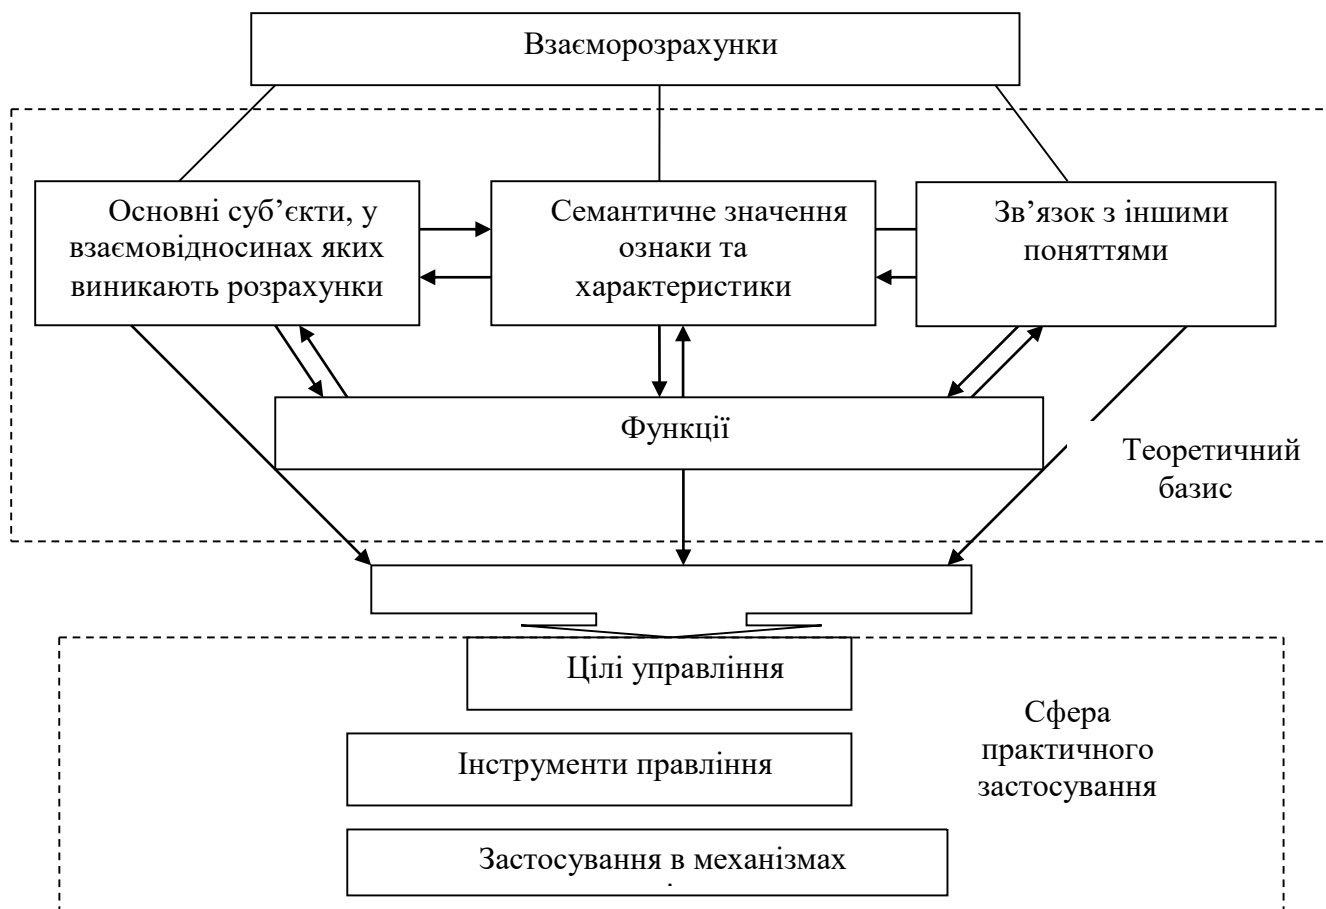 Взаєморозрахунки
Основні суб’єкти, у
взаємовідносинах яких
виникають розрахунки
Семантичне значення
ознаки та
характеристики
Зв’язок з іншими
поняттями
Функції
Теоретичний
базис
Цілі управління
Сфера
практичного
застосування
Інструменти правління
Застосування в механізмах